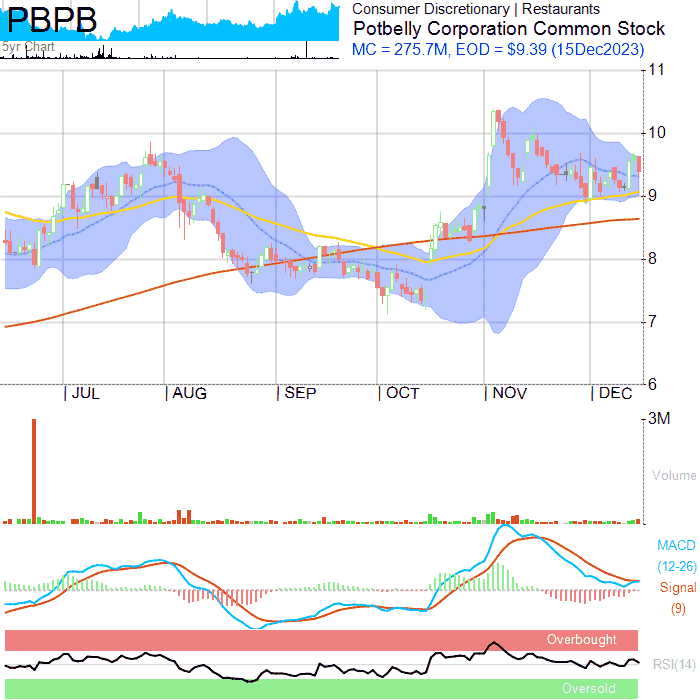 PBPB
5yr Chart
Consumer Discretionary | Restaurants
Potbelly Corporation Common Stock
MC = 275.7M, EOD = $9.39 (15Dec2023)
11
10
9
8
7
6
JUL AUG SEP OCT NOV DEC
3M
Volume
MACD
(12-26)
Signal
(9)
Overbought
RSI(14)
Oversold